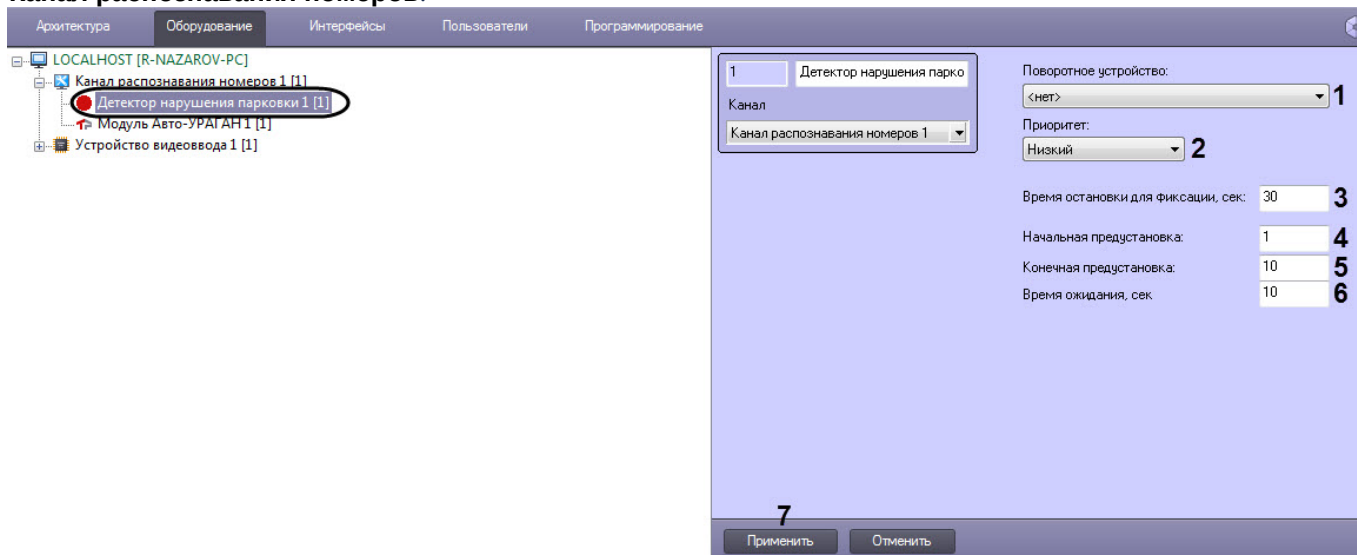 Канал распознавания номеров.
Архитектура Оборудование Интерфейсы Пользователи Программирование
LOCALHOST [R-NAZAROV-PC]
Канал распознавания номеров 1 [1]
Детектор нарушения парковки 1 [1]
Модуль Авто-УРАГАН 1 [1]
Устройство видеоввода 1 [1]
1 Детектор нарушения парко
Канал
Канал распознавания номеров 1
Поворотное устройство:
<нет> 1
Приоритет:
Низкий 2
Время остановки для фиксации, сек: 30 3
Начальная предустановка: 1 4
Конечная предустановка: 10 5
Время ожидания, сек 10 6
7
Применить Отменить